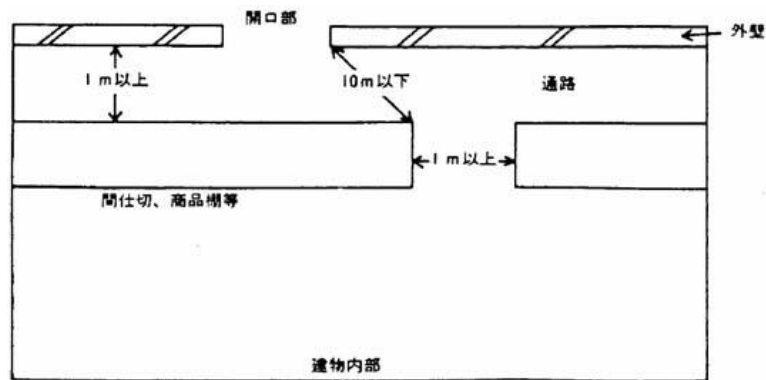 開口部
外壁
1m以上
10m以下
通路
1m以上
間仕切、商品棚等
建物内部